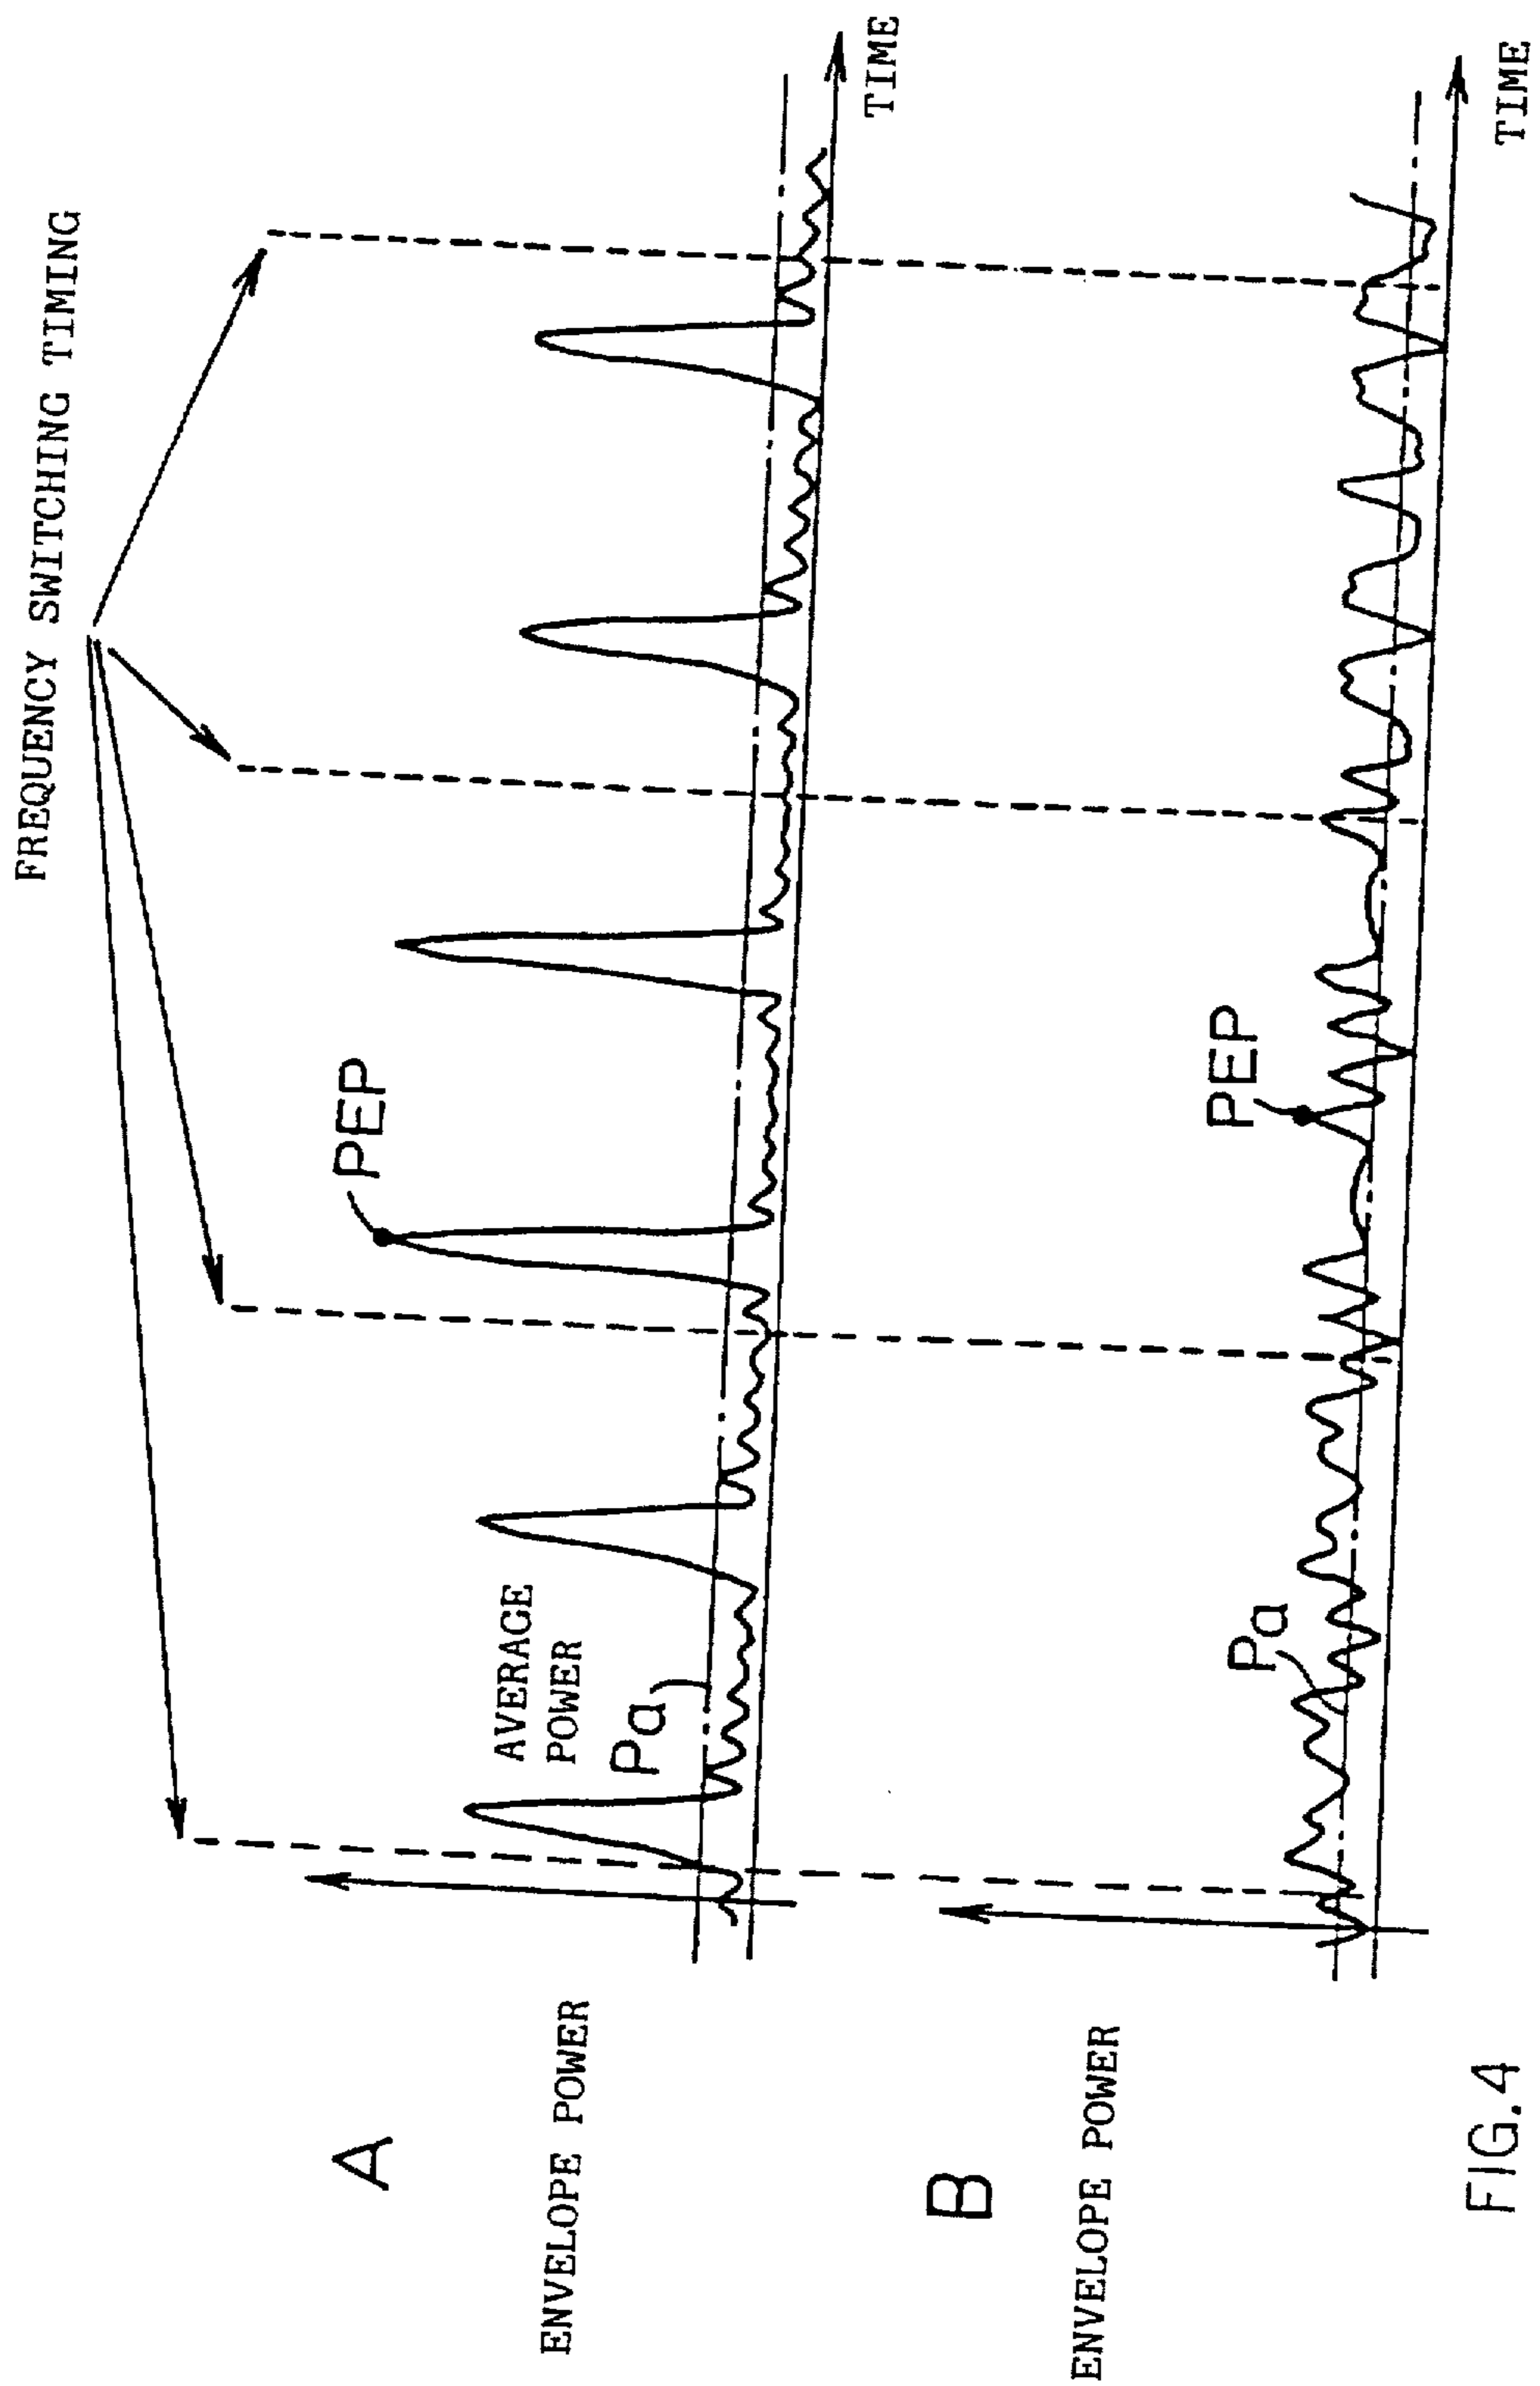 FREQUENCY SWITCHING TIMING
A
ENVELOPE POWER
PEP
AVERAGE
POWER
Pa
TIME
B
ENVELOPE POWER
PEP
Pa
TIME
FIG.4